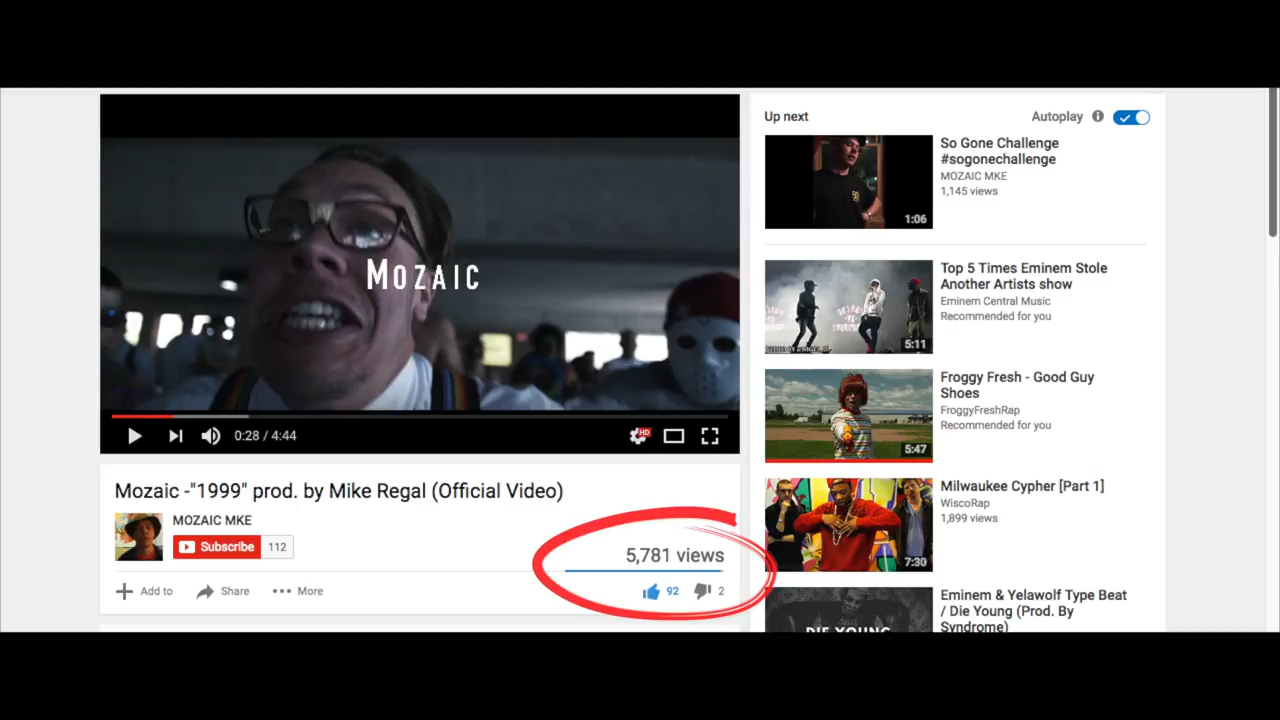 MOZAIC
0:28 / 4:44
HD
Mozaic -"1999" prod. by Mike Regal (Official Video)
MOZAIC MKE
Subscribe 112
5,781 views
Add to Share More
92 2
Up next
Autoplay
So Gone Challenge
#sogonechallenge
MOZAIC MKE
1,145 views
1:06
Top 5 Times Eminem Stole
Another Artists show
Eminem Central Music
Recommended for you
5:11
Froggy Fresh - Good Guy
Shoes
FroggyFreshRap
Recommended for you
5:47
Milwaukee Cypher [Part 1]
WiscoRap
1,899 views
7:30
Eminem & Yelawolf Type Beat
/ Die Young (Prod. By
Syndrome)
DIE YOUNG